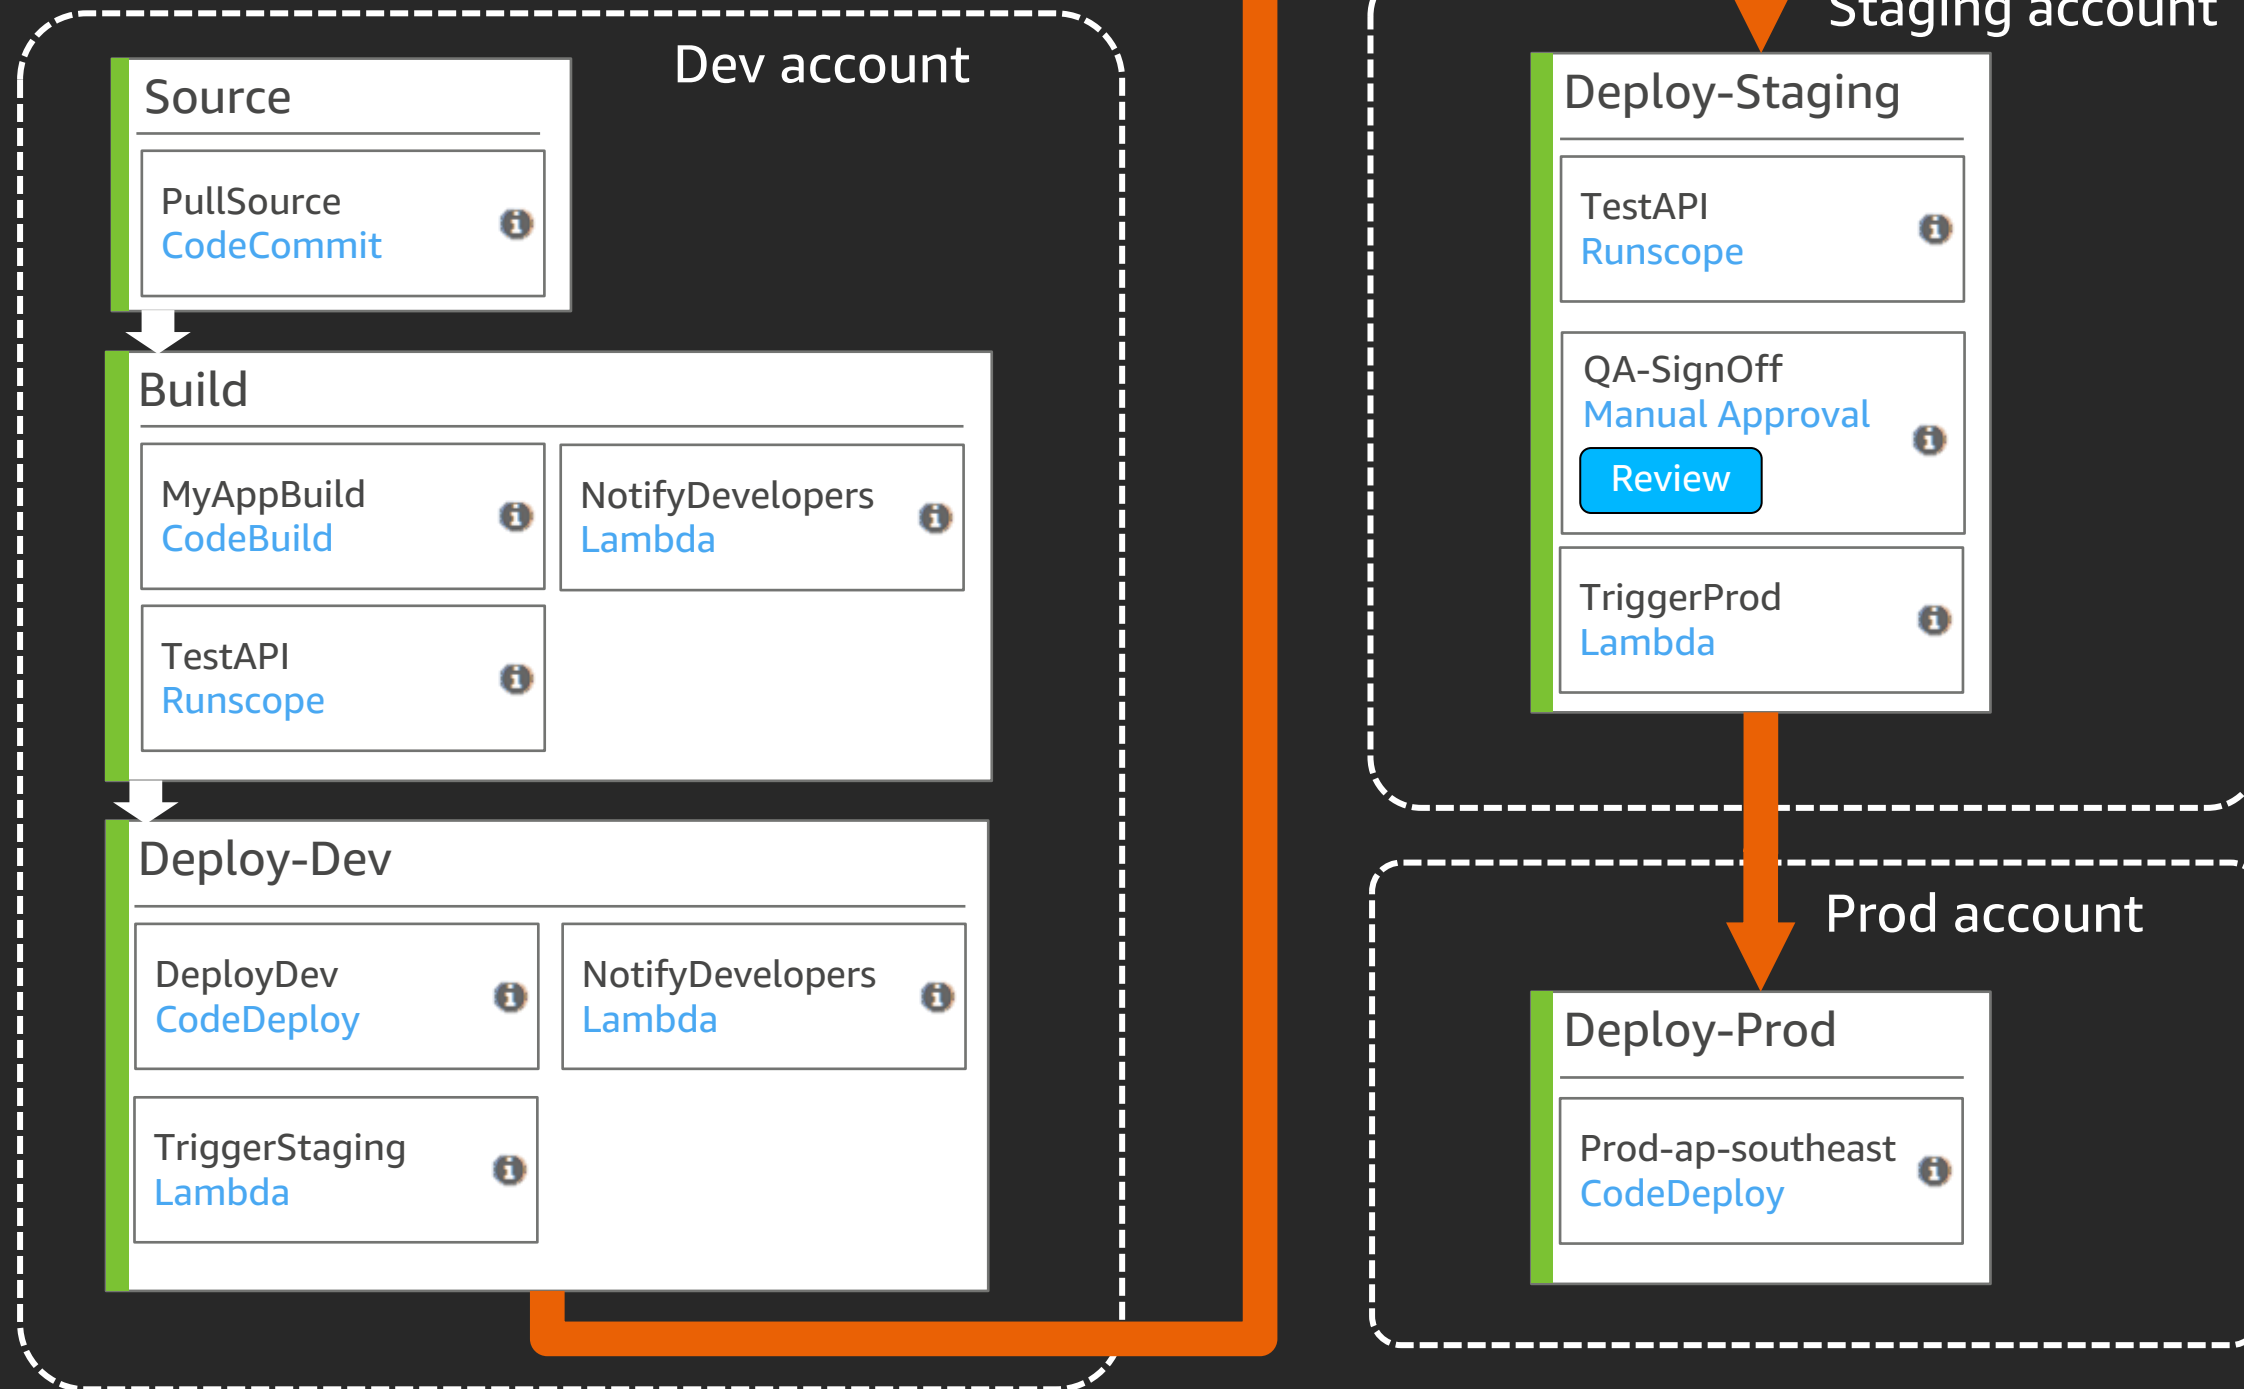 Dev account
Source
PullSource
CodeCommit
Build
MyAppBuild
CodeBuild
NotifyDevelopers
Lambda
TestAPI
Runscope
Deploy-Dev
DeployDev
CodeDeploy
NotifyDevelopers
Lambda
TriggerStaging
Lambda
Staging account
Deploy-Staging
TestAPI
Runscope
QA-SignOff
Manual Approval
Review
TriggerProd
Lambda
Prod account
Deploy-Prod
Prod-ap-southeast
CodeDeploy